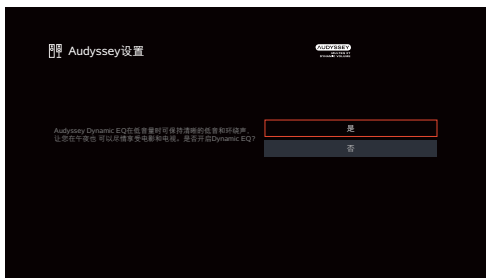 Audyssey设置
AUDYSSEY
DYNAMIC VOLUME
Audyssey Dynamic EQ在低音量时可保持清晰的低音和环绕声，
让您在午夜也 可以尽情享受电影和电视。是否开启Dynamic EQ?
是
否